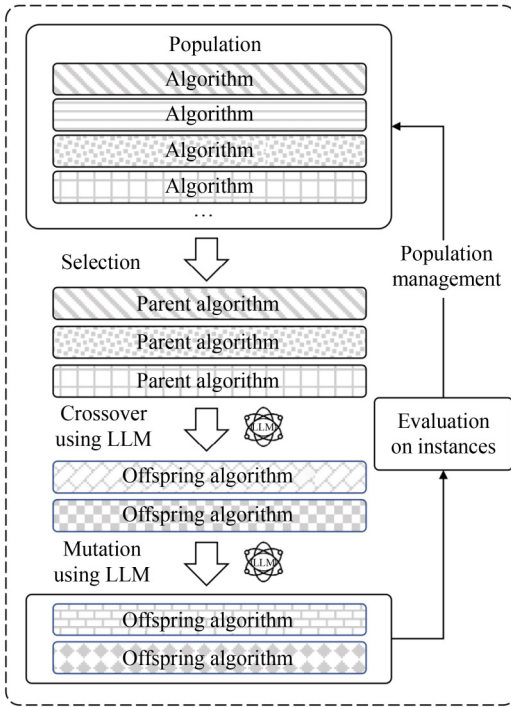 Population
Algorithm
Algorithm
Algorithm
Algorithm
…
Selection
Parent algorithm
Parent algorithm
Parent algorithm
Crossover
using LLM
LLM
Offspring algorithm
Offspring algorithm
Mutation
using LLM
LLM
Offspring algorithm
Offspring algorithm
Population
management
Evaluation
on instances